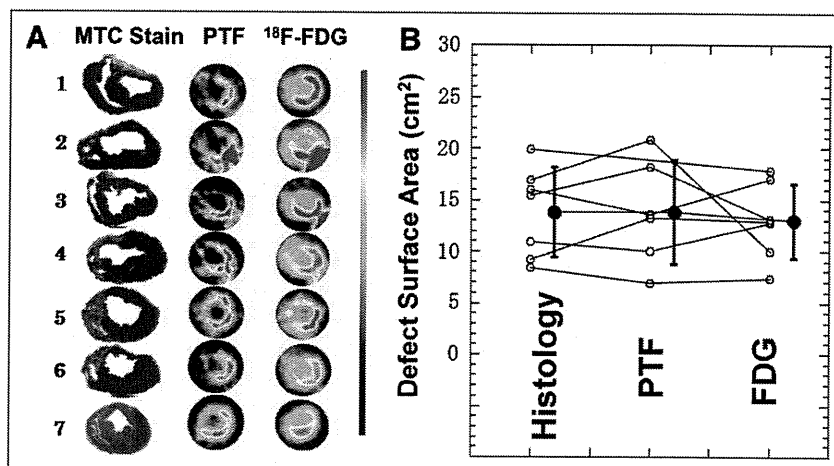 A MTC Stain PTF ¹⁸F-FDG
1
2
3
4
5
6
7
B
Defect Surface Area (cm²)
30
25
20
15
10
5
0
Histology
PTF
FDG